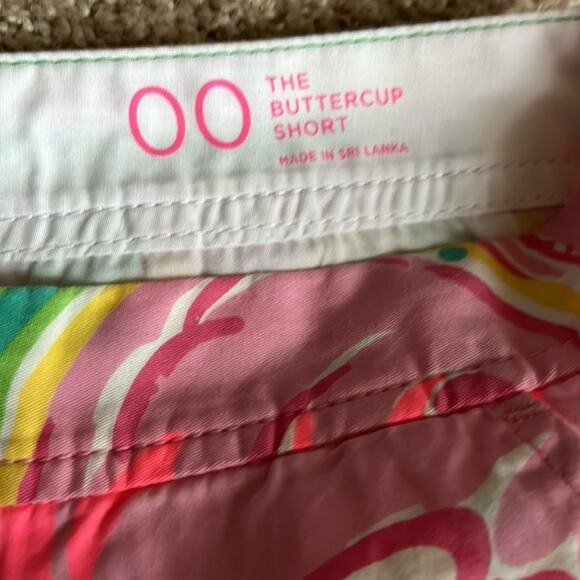 00
THE
BUTTERCUP
SHORT
MADE IN SRI LANKA